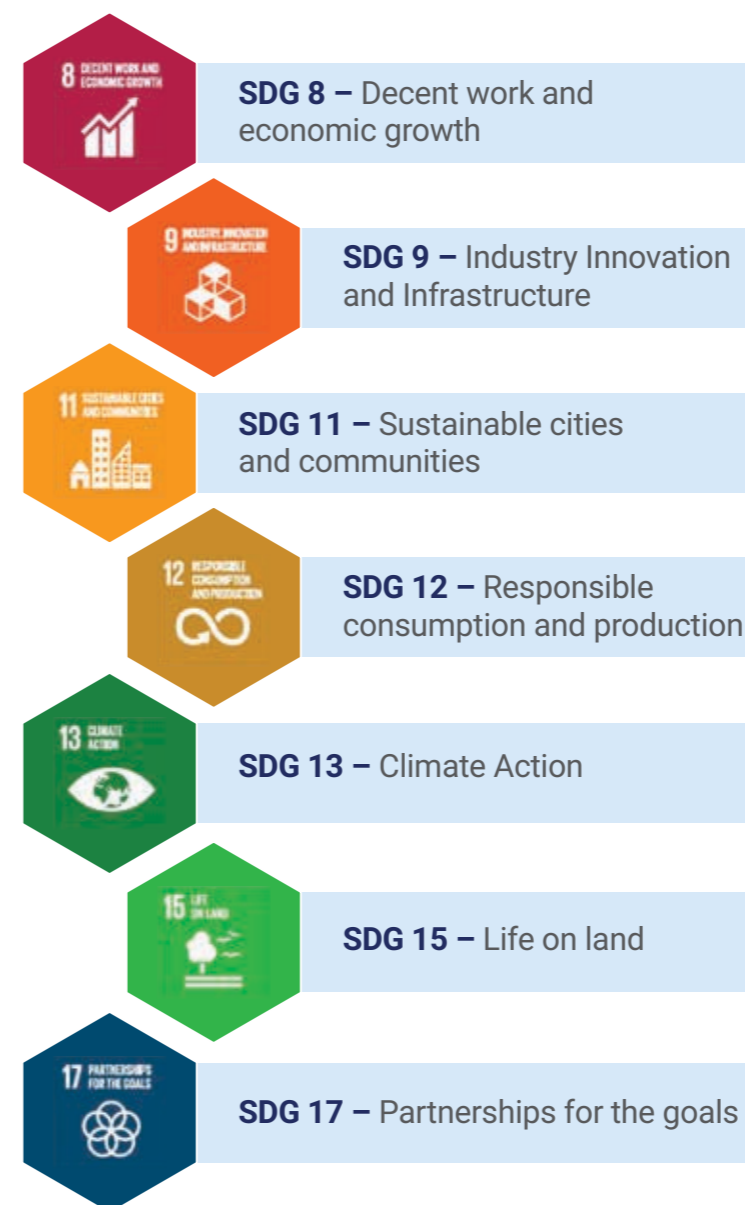 8 DECENT WORK AND
ECONOMIC GROWTH
SDG 8 – Decent work and
economic growth
9 INDUSTRY, INNOVATION
AND INFRASTRUCTURE
SDG 9 – Industry Innovation
and Infrastructure
11 SUSTAINABLE CITIES
AND COMMUNITIES
SDG 11 – Sustainable cities
and communities
12 RESPONSIBLE
CONSUMPTION
AND PRODUCTION
SDG 12 – Responsible
consumption and production
13 CLIMATE
ACTION
SDG 13 – Climate Action
15 LIFE
ON LAND
SDG 15 – Life on land
17 PARTNERSHIPS
FOR THE GOALS
SDG 17 – Partnerships for the goals